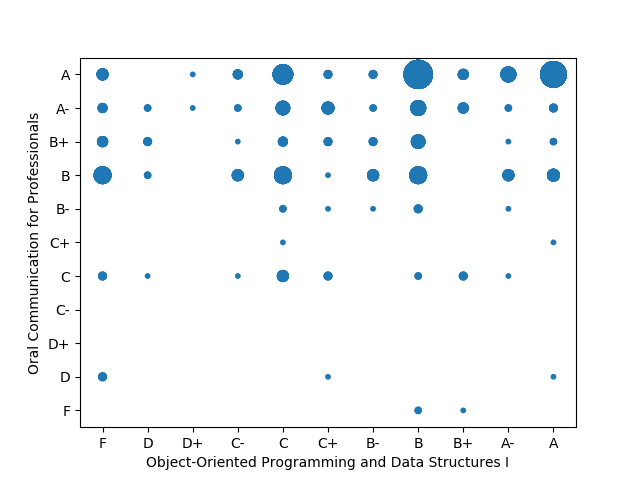 Oral Communication for Professionals
A
A-
B+
B
B-
C+
C
C-
D+
D
F
F D D+ C- C C+ B- B B+ A- A
Object-Oriented Programming and Data Structures I